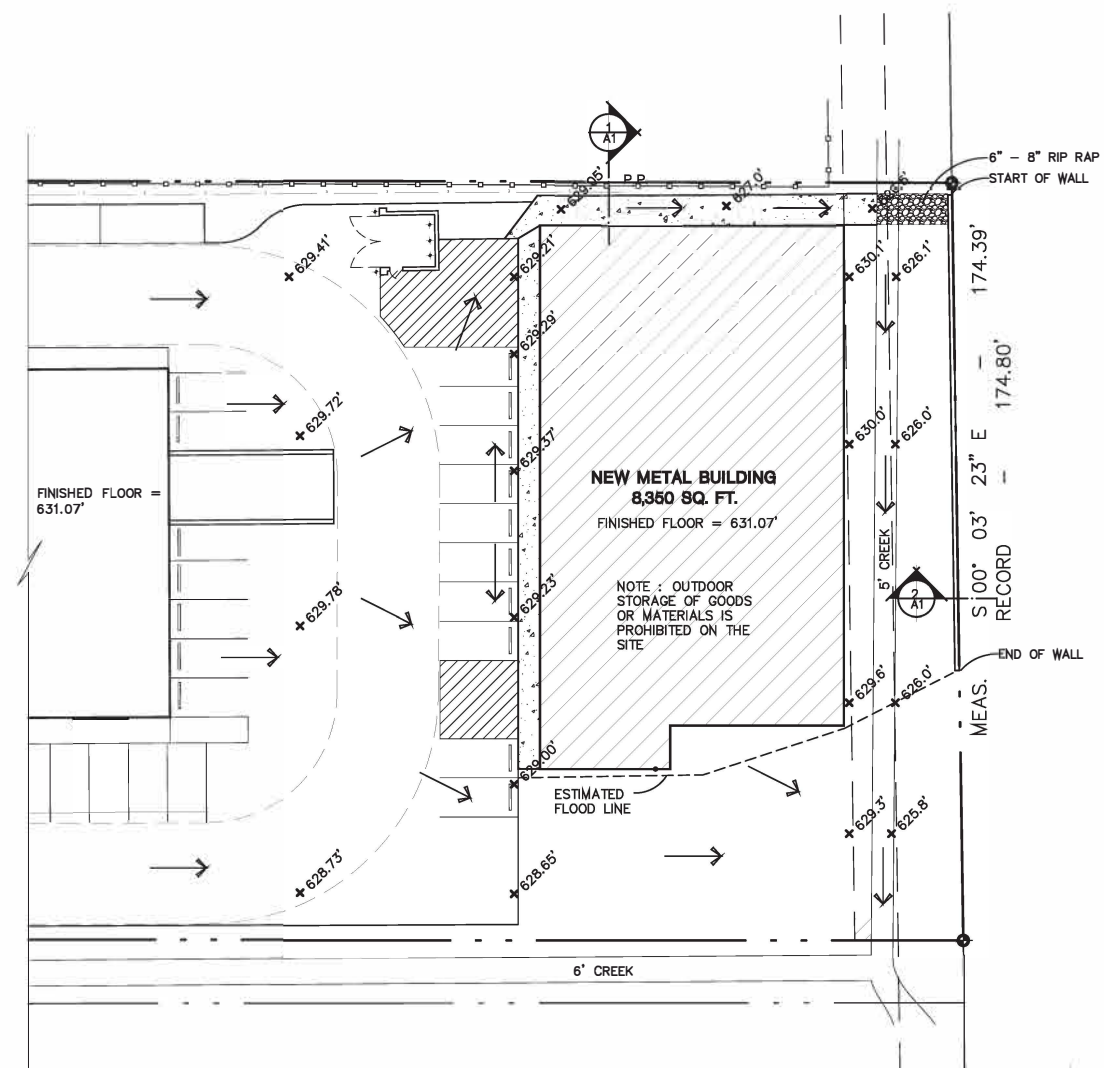 1
A1
6" - 8" RIP RAP
START OF WALL
P.P.
629.05'
627.0'
629.41'
629.21'
630.1'
626.1'
629.29'
629.72'
629.37'
630.0'
626.0'
MEAS. S 00° 03' 23" E - 174.39'
RECORD - 174.80'
FINISHED FLOOR =
631.07'
NEW METAL BUILDING
8,350 SQ. FT.
FINISHED FLOOR = 631.07'
NOTE : OUTDOOR
STORAGE OF GOODS
OR MATERIALS IS
PROHIBITED ON THE
SITE
5' CREEK
2
A1
629.78'
629.23'
END OF WALL
629.6'
626.0'
629.00'
ESTIMATED
FLOOD LINE
629.3'
625.8'
628.73'
628.65'
6' CREEK